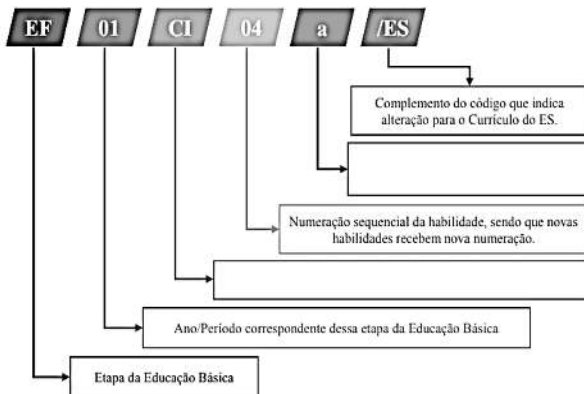 EF 01 CI 04 a /ES
Complemento do código que indica
alteração para o Currículo do ES.
Numeração sequencial da habilidade, sendo que novas
habilidades recebem nova numeração.
Ano/Período correspondente dessa etapa da Educação Básica
Etapa da Educação Básica